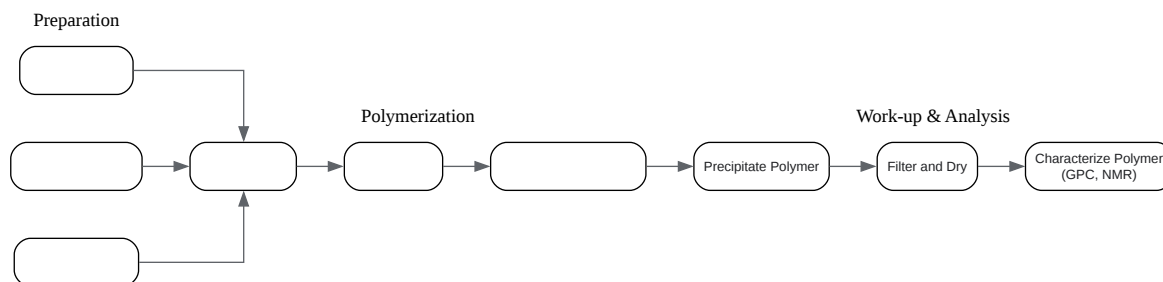 Preparation
Polymerization
Work-up & Analysis
Precipitate Polymer
Filter and Dry
Characterize Polymer
(GPC, NMR)